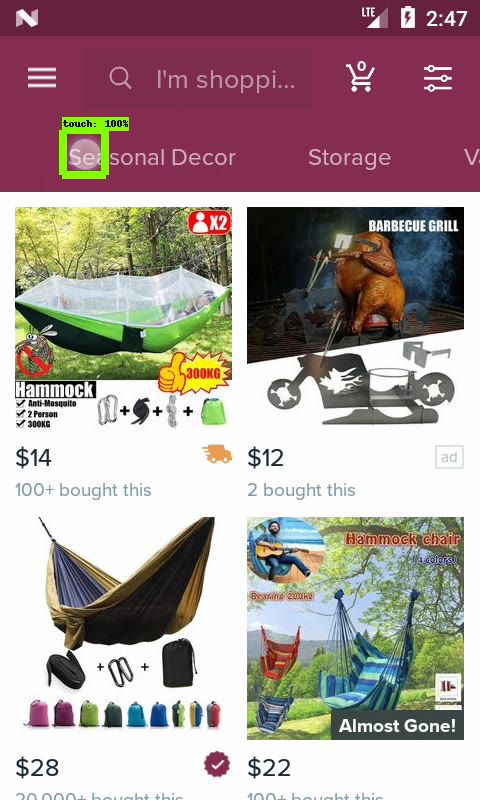 LTE
2:47
I'm shoppi...
0
touch: 100%
Seasonal Decor
Storage
X2
Hammock
Anti-Mosquito
2 Person
300KG
300KG
BARBECUE GRILL
$14
$12
ad
100+ bought this
2 bought this
Hammock chair
( 4 colors)
Bearing 200kg
Almost Gone!
$28
$22
20,000+ bought this
100+ bought this